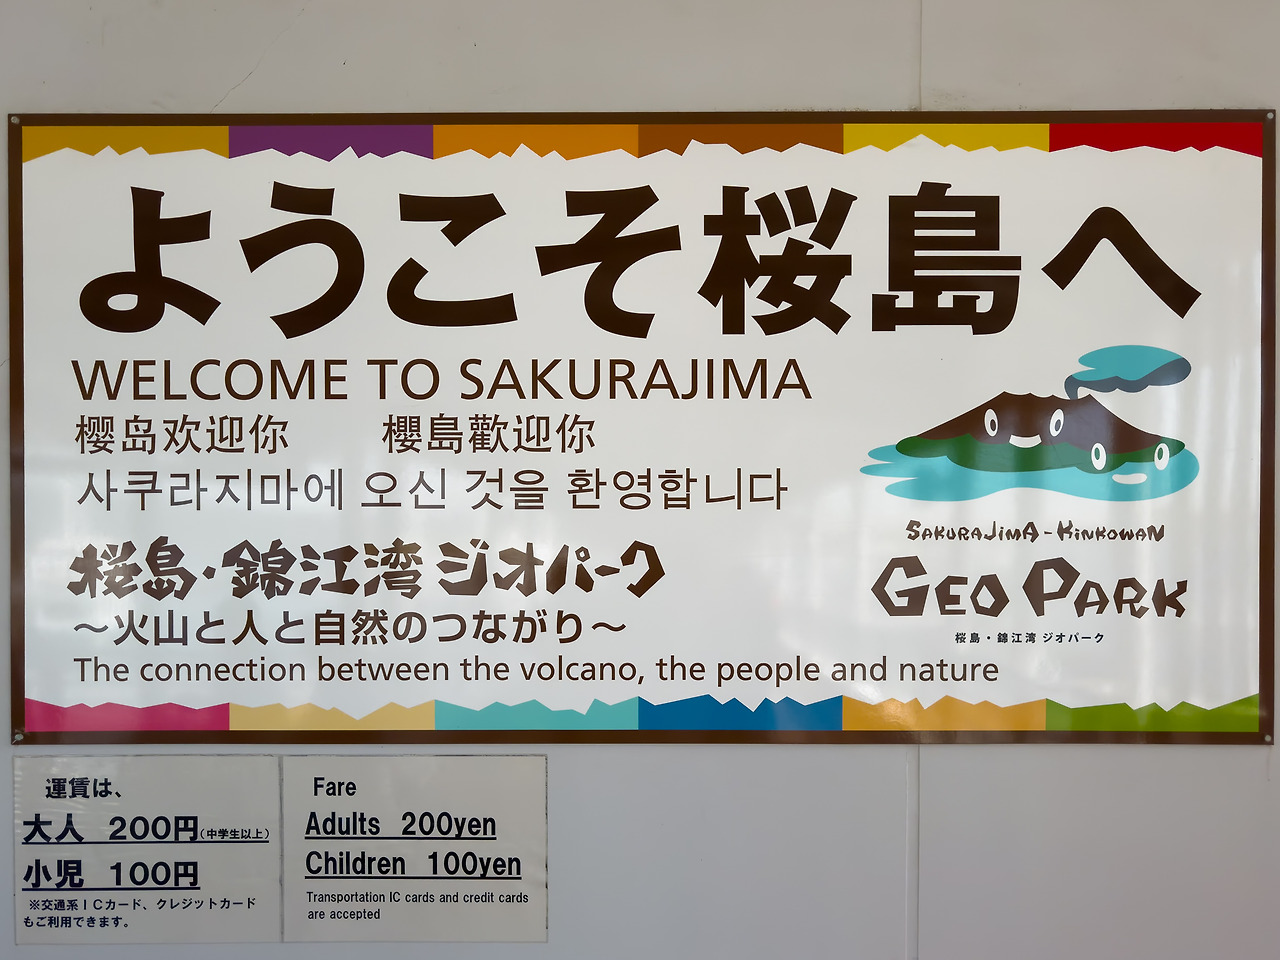 ようこそ桜島へ
WELCOME TO SAKURAJIMA
樱岛欢迎你 櫻島歡迎你
사쿠라지마에 오신 것을 환영합니다
桜島・錦江湾 ジオパーク
～火山と人と自然のつながり～
The connection between the volcano, the people and nature
SAKURAJIMA-KINKOWAN
GEO PARK
桜島・錦江湾 ジオパーク
運賃は、
大人 200円(中学生以上)
小児 100円
※交通系ICカード、クレジットカード
もご利用できます。
Fare
Adults 200yen
Children 100yen
Transportation IC cards and credit cards
are accepted